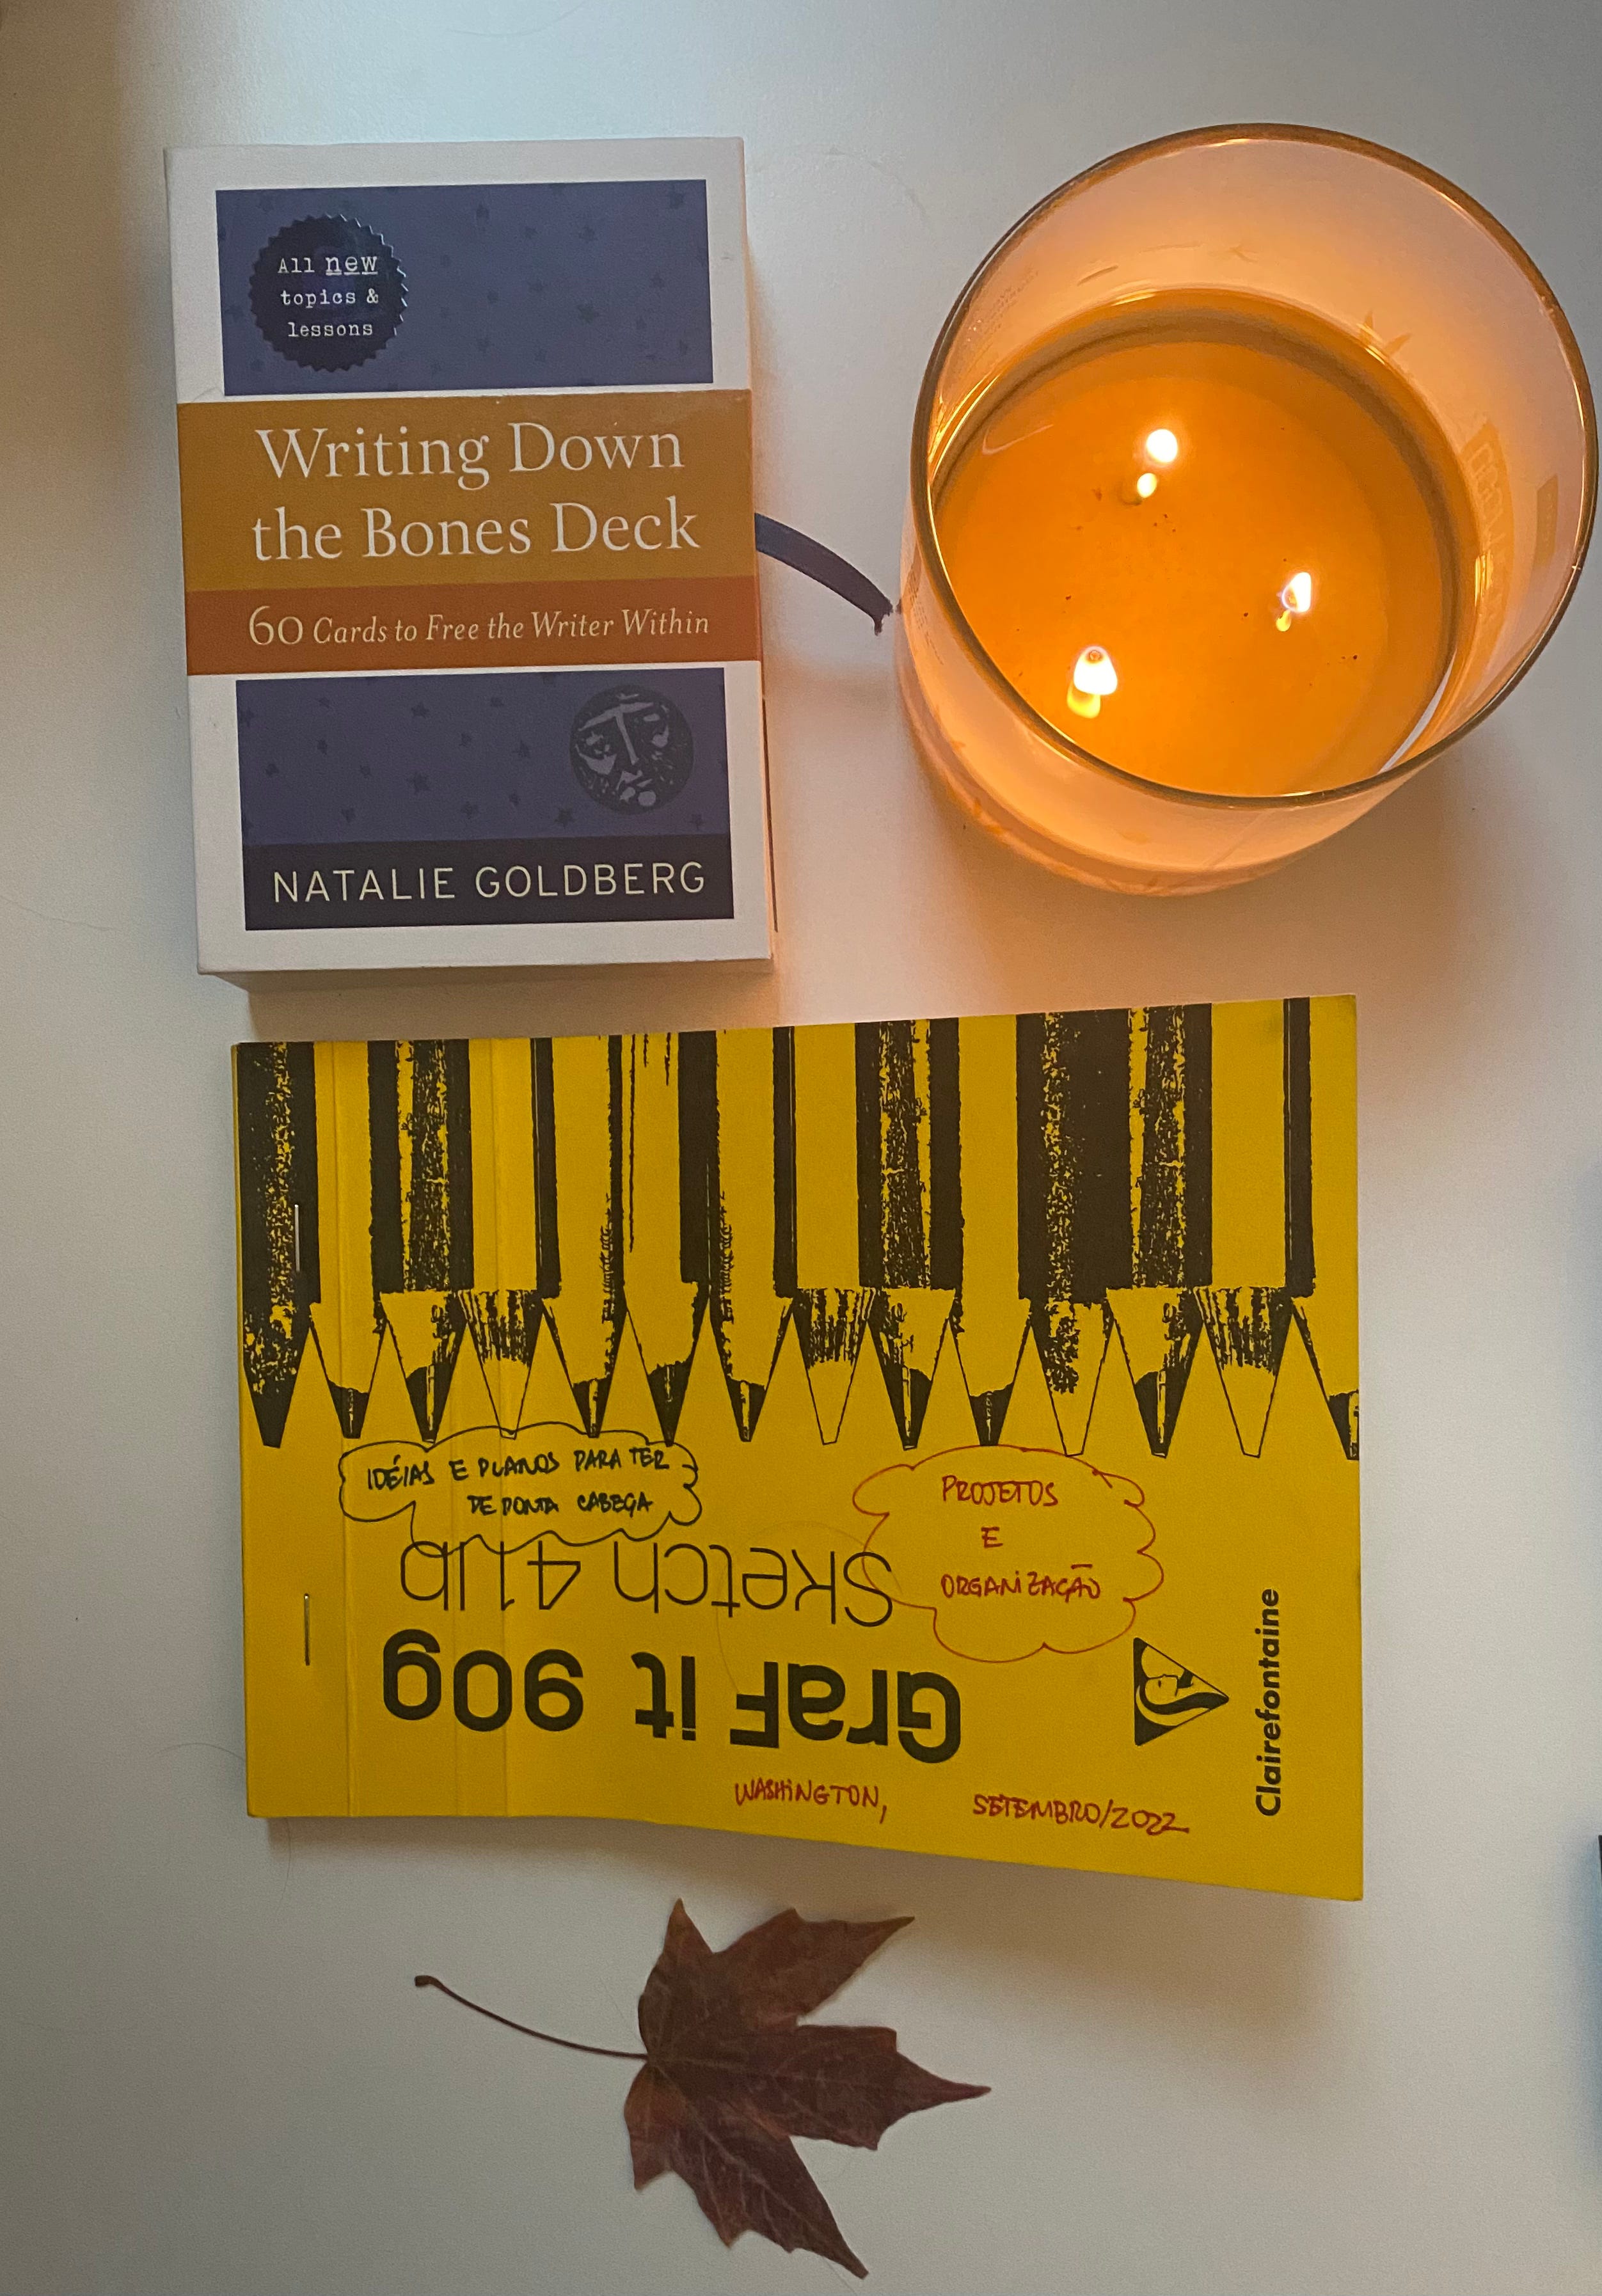 All new
topics &
lessons
Writing Down
the Bones Deck
60 Cards to Free the Writer Within
NATALIE GOLDBERG
IDÉIAS E PLANOS PARA TER
DE PONTA CABEÇA
PROJETOS
E
ORGANIZAÇÃO
GraF it 90g
Sketch 41lb
Clairefontaine
WASHINGTON, SETEMBRO/2022